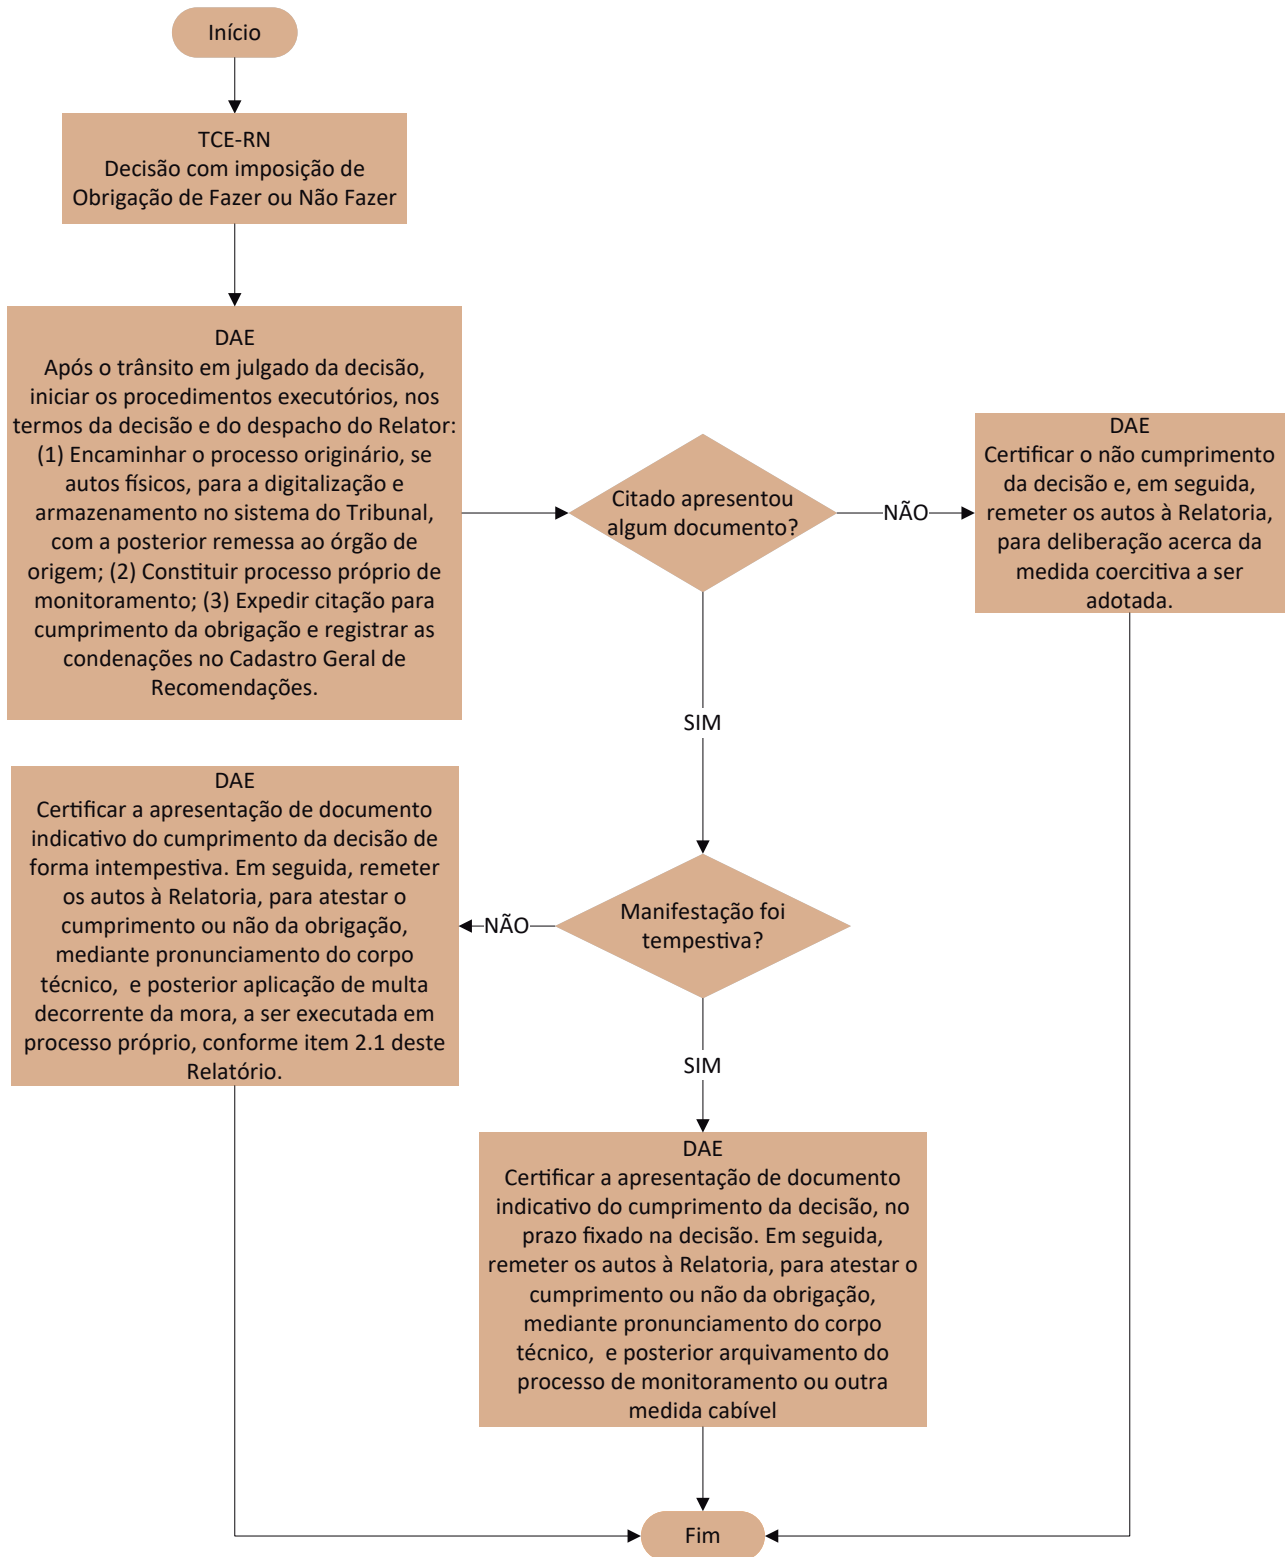 Início
TCE-RN
Decisão com imposição de
Obrigação de Fazer ou Não Fazer
DAE
Após o trânsito em julgado da decisão,
iniciar os procedimentos executórios, nos
termos da decisão e do despacho do Relator:
(1) Encaminhar o processo originário, se
autos físicos, para a digitalização e
armazenamento no sistema do Tribunal,
com a posterior remessa ao órgão de
origem; (2) Constituir processo próprio de
monitoramento; (3) Expedir citação para
cumprimento da obrigação e registrar as
condenações no Cadastro Geral de
Recomendações.
Citado apresentou
algum documento?
NÃO
DAE
Certificar o não cumprimento
da decisão e, em seguida,
remeter os autos à Relatoria,
para deliberação acerca da
medida coercitiva a ser
adotada.
SIM
Manifestação foi
tempestiva?
NÃO
DAE
Certificar a apresentação de documento
indicativo do cumprimento da decisão de
forma intempestiva. Em seguida, remeter
os autos à Relatoria, para atestar o
cumprimento ou não da obrigação,
mediante pronunciamento do corpo
técnico,  e posterior aplicação de multa
decorrente da mora, a ser executada em
processo próprio, conforme item 2.1 deste
Relatório.
SIM
DAE
Certificar a apresentação de documento
indicativo do cumprimento da decisão, no
prazo fixado na decisão. Em seguida,
remeter os autos à Relatoria, para atestar o
cumprimento ou não da obrigação,
mediante pronunciamento do corpo
técnico,  e posterior arquivamento do
processo de monitoramento ou outra
medida cabível
Fim